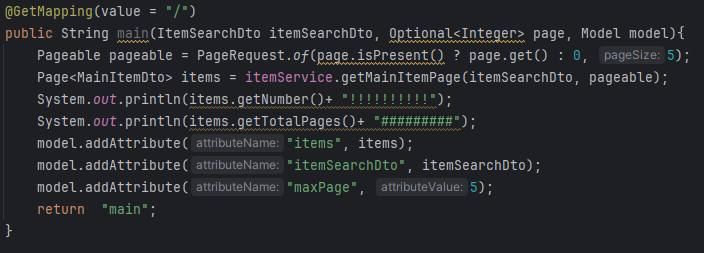 @GetMapping(value = "/")
public String main(ItemSearchDto itemSearchDto, Optional<Integer> page, Model model){
    Pageable pageable = PageRequest.of(page.isPresent() ? page.get() : 0, pageSize: 5);
    Page<MainItemDto> items = itemService.getMainItemPage(itemSearchDto, pageable);
    System.out.println(items.getNumber()+ "!!!!!!!!!!");
    System.out.println(items.getTotalPages()+ "#########");
    model.addAttribute( attributeName: "items", items);
    model.addAttribute( attributeName: "itemSearchDto", itemSearchDto);
    model.addAttribute( attributeName: "maxPage", attributeValue: 5);
    return  "main";
}